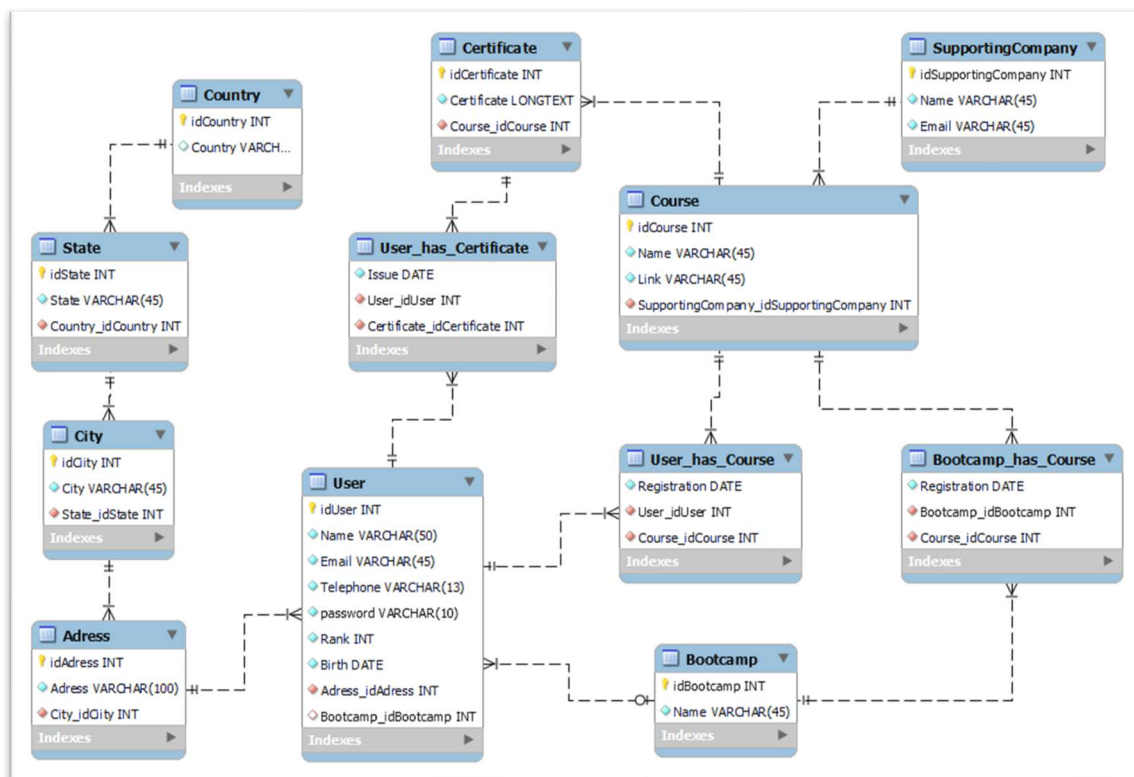 Certificate
idCertificate INT
Certificate LONGTEXT
Course_idCourse INT
Indexes
SupportingCompany
idSupportingCompany INT
Name VARCHAR(45)
Email VARCHAR(45)
Indexes
Country
idCountry INT
Country VARCH...
Indexes
Course
idCourse INT
Name VARCHAR(45)
Link VARCHAR(45)
SupportingCompany_idSupportingCompany INT
Indexes
State
idState INT
State VARCHAR(45)
Country_idCountry INT
Indexes
User_has_Certificate
Issue DATE
User_idUser INT
Certificate_idCertificate INT
Indexes
City
idCity INT
City VARCHAR(45)
State_idState INT
Indexes
User
idUser INT
Name VARCHAR(50)
Email VARCHAR(45)
Telephone VARCHAR(13)
password VARCHAR(10)
Rank INT
Birth DATE
Adress_idAdress INT
Bootcamp_idBootcamp INT
Indexes
User_has_Course
Registration DATE
User_idUser INT
Course_idCourse INT
Indexes
Bootcamp_has_Course
Registration DATE
Bootcamp_idBootcamp INT
Course_idCourse INT
Indexes
Adress
idAdress INT
Adress VARCHAR(100)
City_idCity INT
Indexes
Bootcamp
idBootcamp INT
Name VARCHAR(45)
Indexes